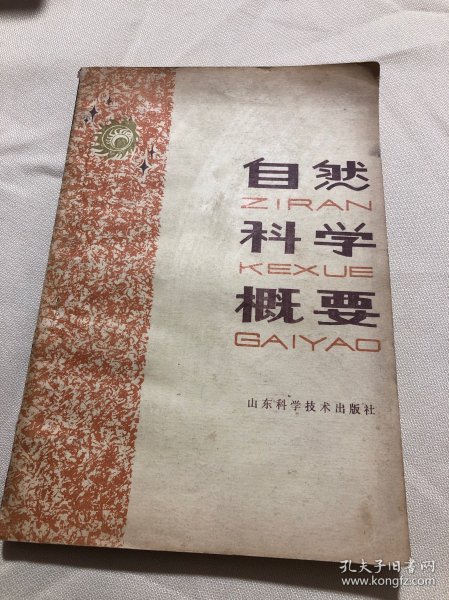 自然
ZIRAN
科学
KEXUE
概要
GAIYAO
山东科学技术出版社
孔夫子旧书网
www.kongfz.com